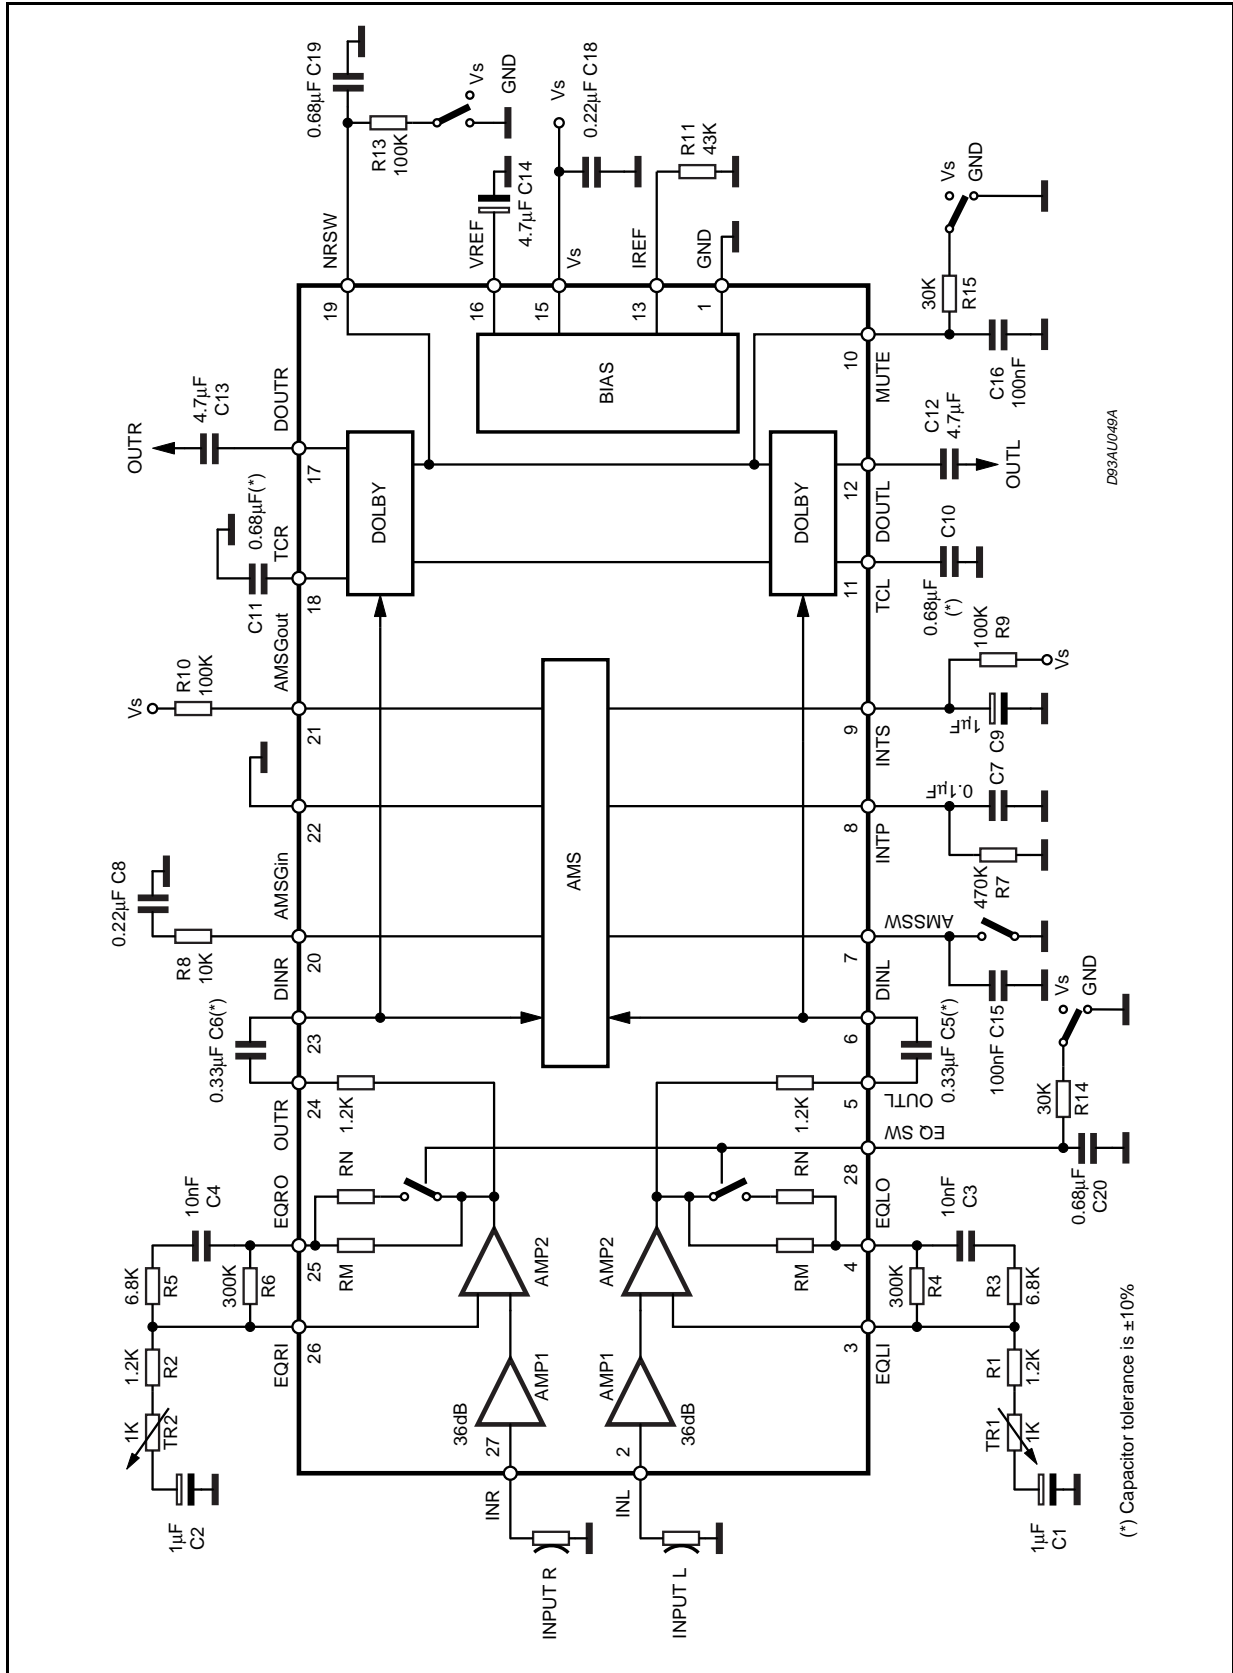 0.68µF C19
R13
100K
Vs
GND
NRSW
19
4.7µF C14
VREF
16
0.22µF C18
Vs
Vs
15
R11
43K
IREF
13
GND
1
BIAS
Vs
GND
30K
R15
C16
100nF
10
MUTE
OUTR
4.7µF
C13
DOUTR
17
DOLBY
0.68µF(*)
C11
TCR
18
DOLBY
12
DOUTL
C12
4.7µF
OUTL
11
TCL
C10
0.68µF
(*)
D93AU049A
Vs
R10
100K
AMSGout
21
22
0.22µF C8
R8
10K
AMSGin
20
AMS
9
INTS
1µF
C9
100K
R9
Vs
8
INTP
0.1µF
C7
470K
R7
7
AMSSW
100nF C15
DINR
23
0.33µF C6(*)
OUTR
24
1.2K
6
DINL
0.33µF C5(*)
5
OUTL
1.2K
EQ SW
28
30K
R14
Vs
GND
0.68µF
C20
10nF
C4
EQRO
25
RN
RM
6.8K
R5
300K
R6
EQRI
26
1.2K
R2
1K
TR2
1µF
C2
AMP2
AMP1
36dB
27
INR
INPUT R
RN
RM
AMP2
AMP1
36dB
2
INL
INPUT L
4
EQLO
10nF
C3
300K
R4
R3
6.8K
3
EQLI
R1
1.2K
TR1
1K
1µF
C1
(*) Capacitor tolerance is ±10%